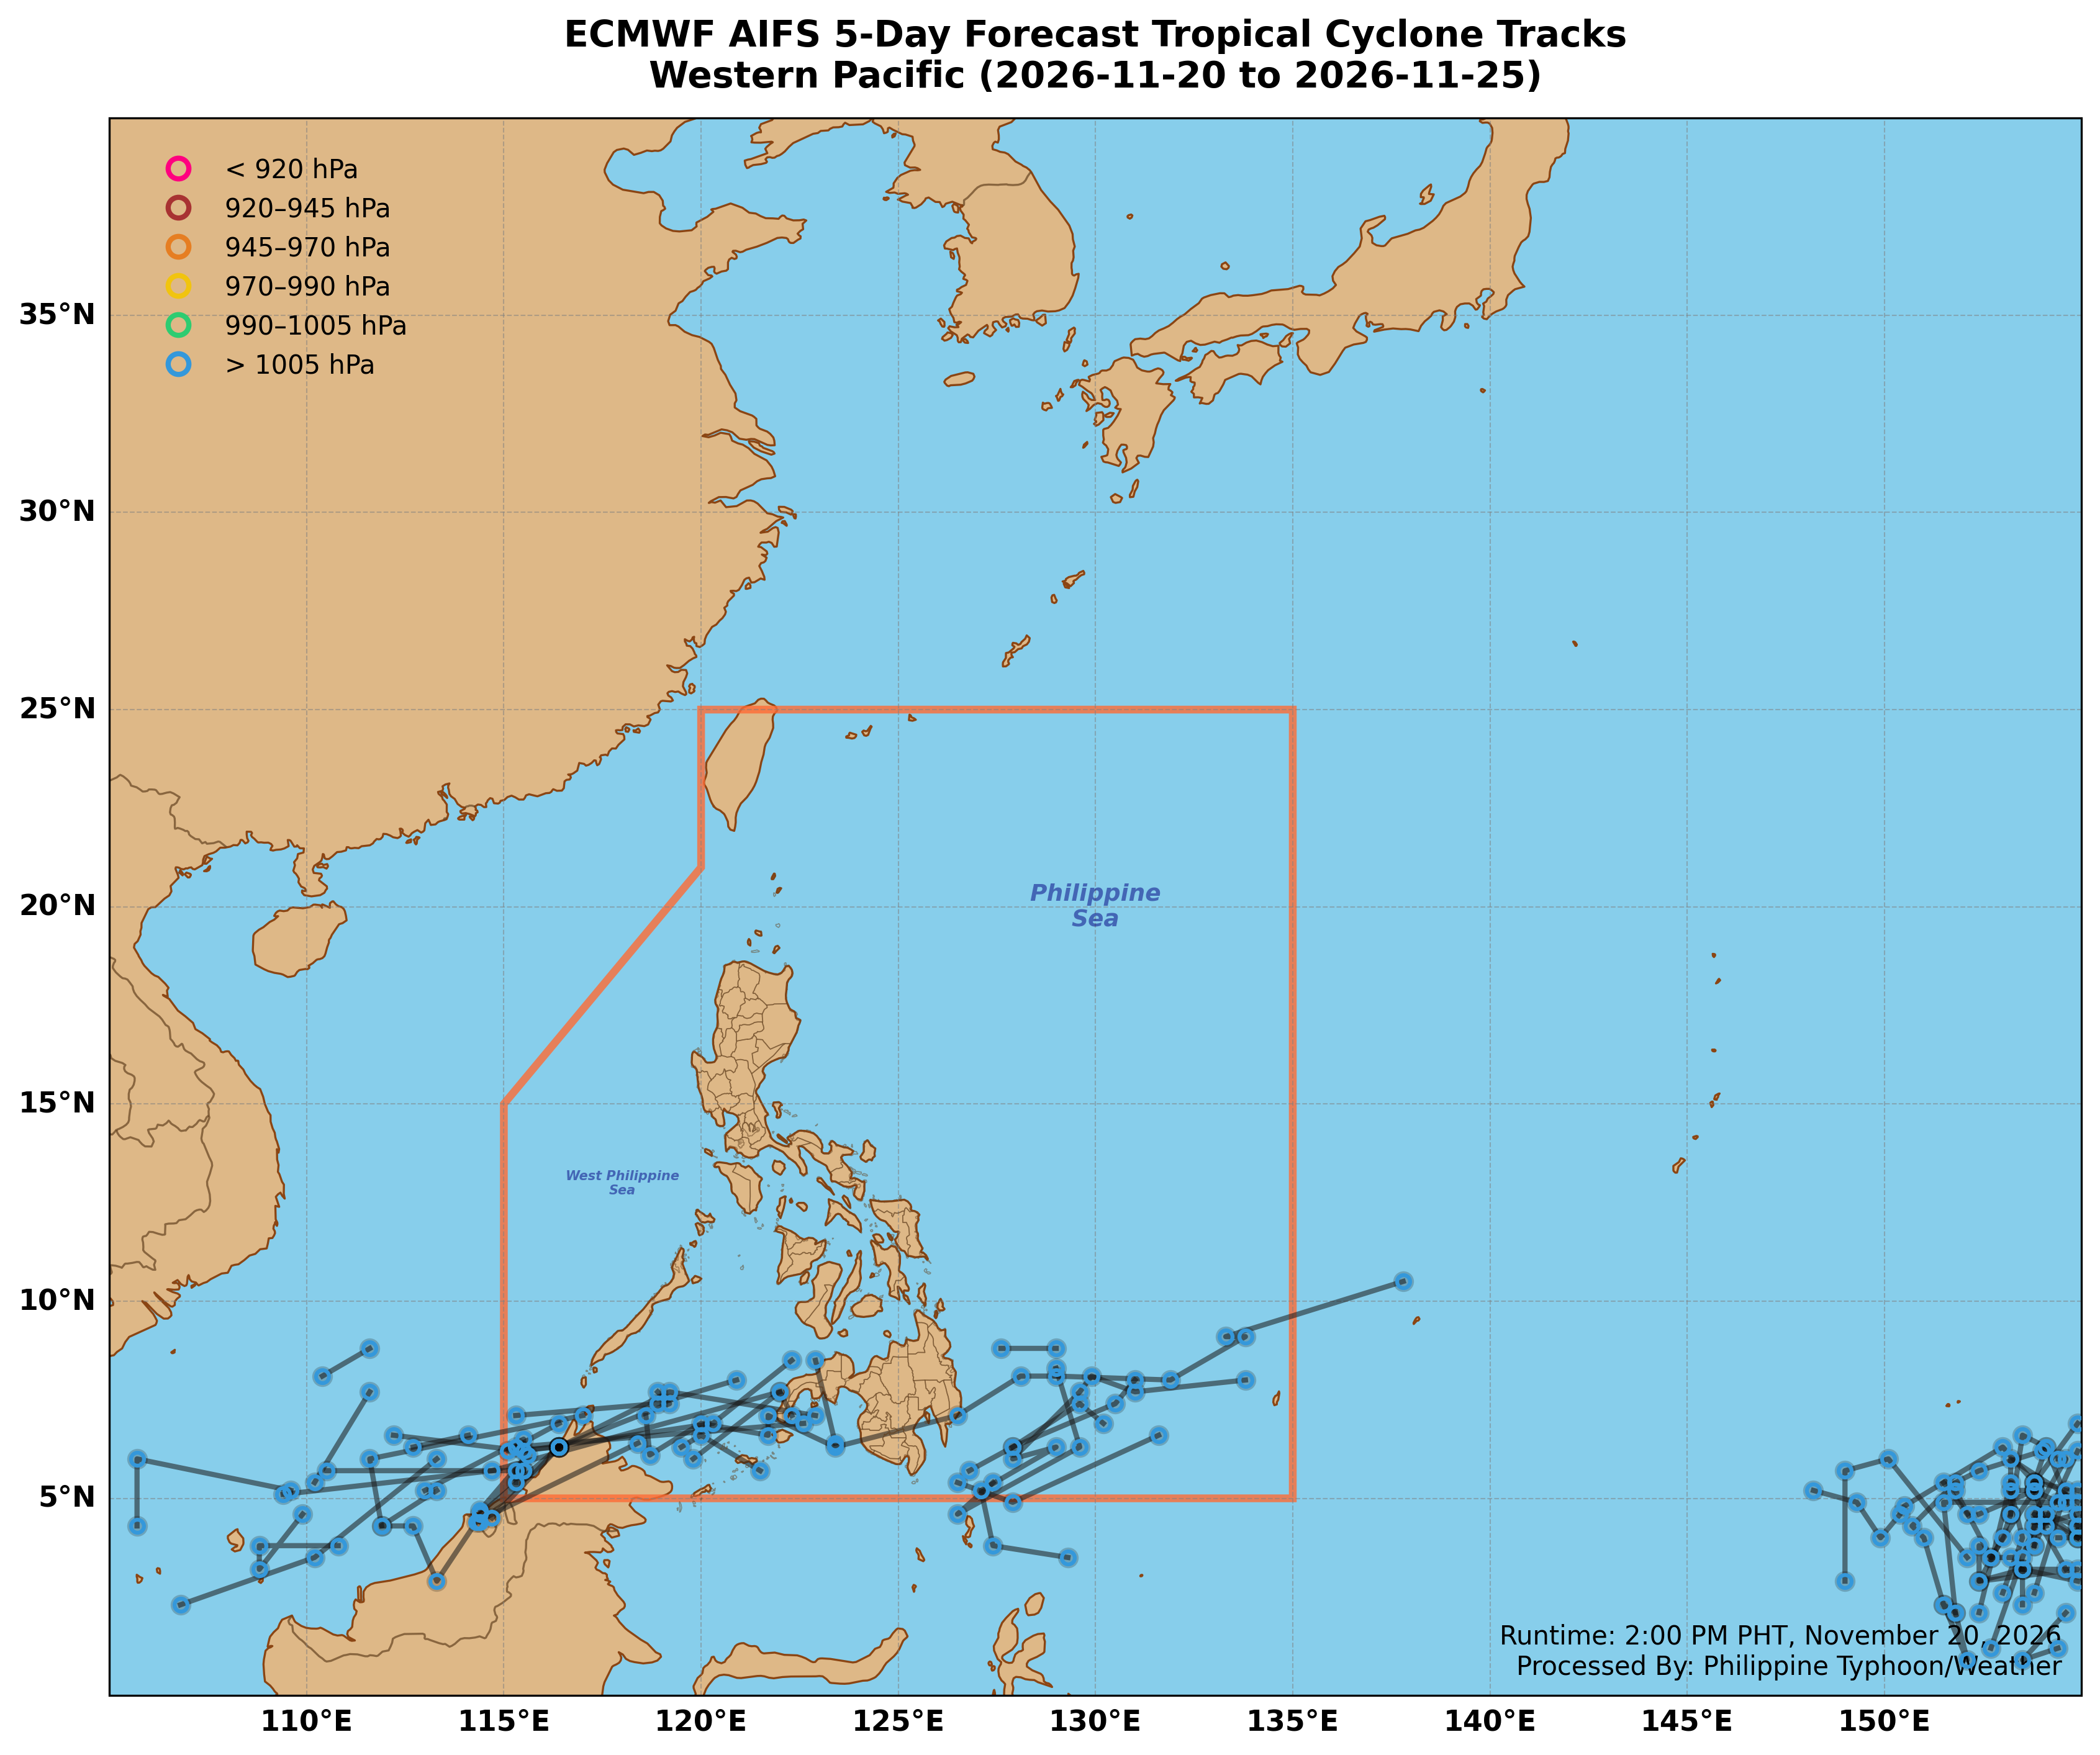 ECMWF AIFS 5-Day Forecast Tropical Cyclone Tracks
Western Pacific (2026-11-20 to 2026-11-25)
< 920 hPa
920–945 hPa
945–970 hPa
970–990 hPa
990–1005 hPa
> 1005 hPa
35°N
30°N
25°N
20°N
15°N
10°N
5°N
Philippine
Sea
West Philippine
Sea
Runtime: 2:00 PM PHT, November 20, 2026
Processed By: Philippine Typhoon/Weather
110°E
115°E
120°E
125°E
130°E
135°E
140°E
145°E
150°E